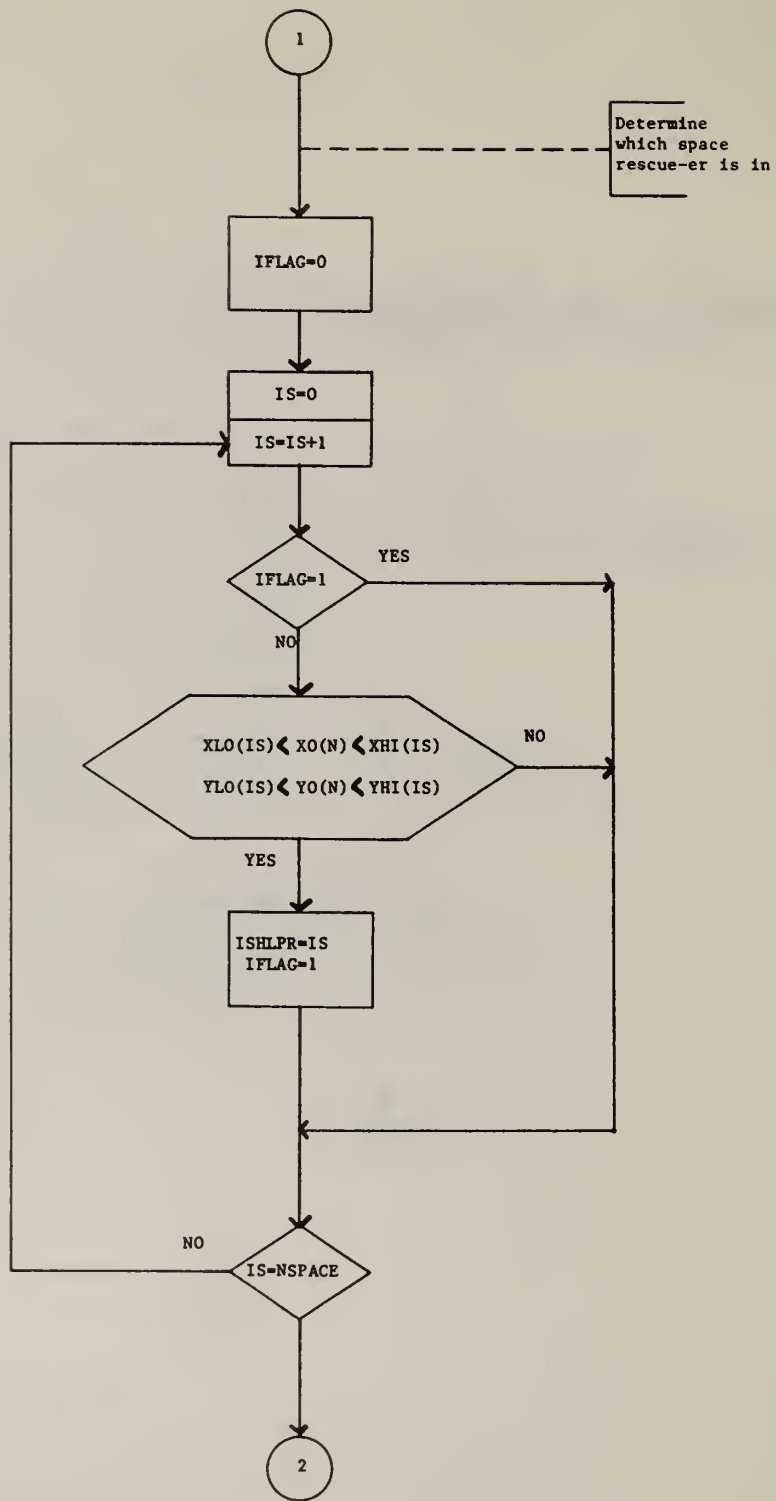 1
Determine
which space
rescue-er is in
IFLAG=0
IS=0
IS=IS+1
YES
IFLAG=1
NO
XLO(IS)<XO(N)<XHI(IS)
NO
YLO(IS)<YO(N)<YHI(IS)
YES
ISHLPR=IS
IFLAG=1
NO
IS=NSPACE
2